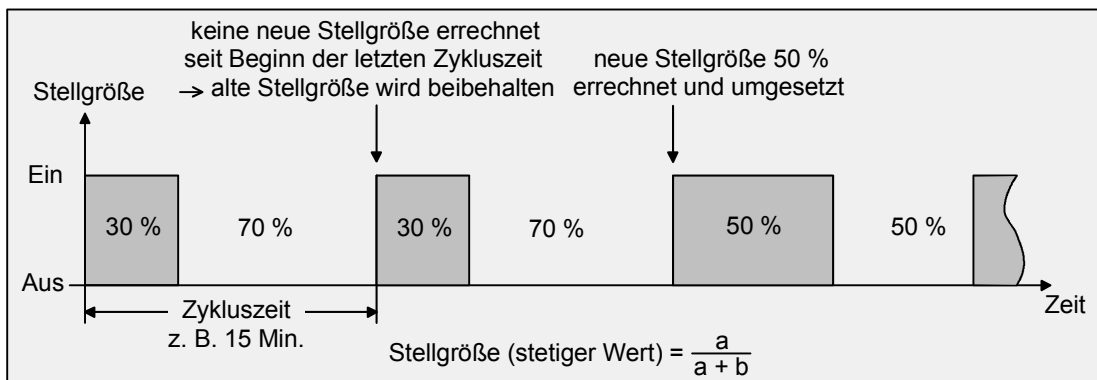 keine neue Stellgröße errechnet
seit Beginn der letzten Zykluszeit
→ alte Stellgröße wird beibehalten
neue Stellgröße 50 %
errechnet und umgesetzt
Stellgröße
Ein
30 %
70 %
30 %
70 %
50 %
50 %
Aus
Zeit
Zykluszeit
z. B. 15 Min.
Stellgröße (stetiger Wert) = a / (a + b)